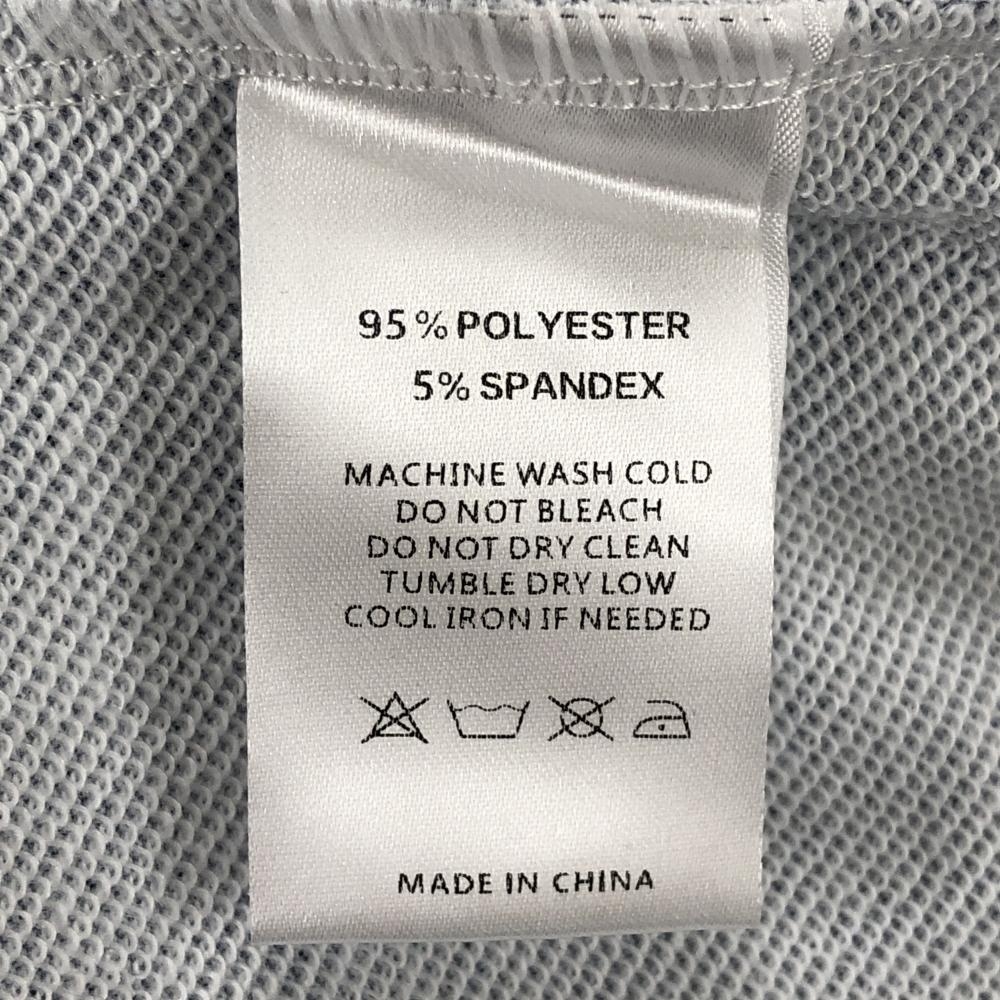 95% POLYESTER
5% SPANDEX
MACHINE WASH COLD
DO NOT BLEACH
DO NOT DRY CLEAN
TUMBLE DRY LOW
COOL IRON IF NEEDED
MADE IN CHINA